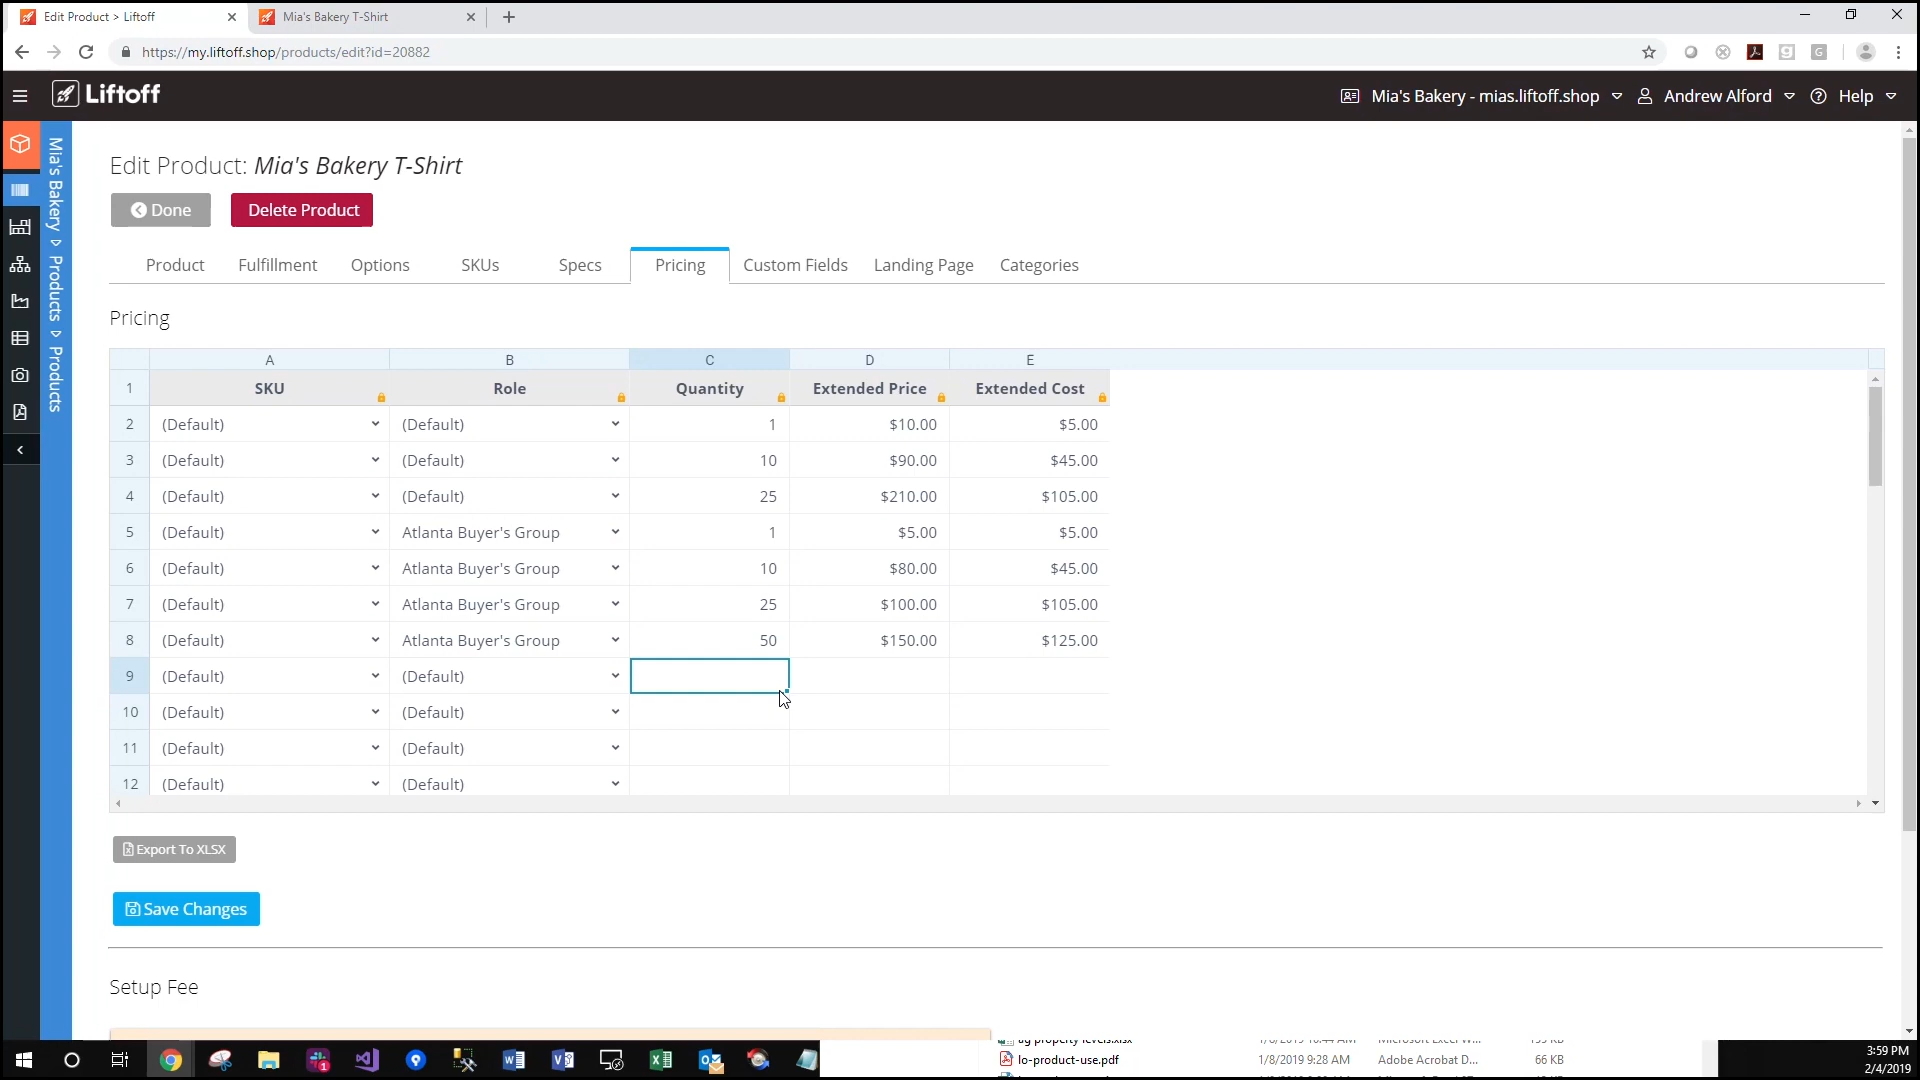 Edit Product > Liftoff
Mia's Bakery T-Shirt
https://my.liftoff.shop/products/edit?id=20882
Liftoff
Mia's Bakery - mias.liftoff.shop
Andrew Alford
Help
Mia's Bakery Products Products
Edit Product: Mia's Bakery T-Shirt
Done Delete Product
Product Fulfillment Options SKUs Specs Pricing Custom Fields Landing Page Categories
Pricing
A B C D E
1 SKU Role Quantity Extended Price Extended Cost
2 (Default) (Default) 1 $10.00 $5.00
3 (Default) (Default) 10 $90.00 $45.00
4 (Default) (Default) 25 $210.00 $105.00
5 (Default) Atlanta Buyer's Group 1 $5.00 $5.00
6 (Default) Atlanta Buyer's Group 10 $80.00 $45.00
7 (Default) Atlanta Buyer's Group 25 $100.00 $105.00
8 (Default) Atlanta Buyer's Group 50 $150.00 $125.00
9 (Default) (Default)
10 (Default) (Default)
11 (Default) (Default)
12 (Default) (Default)
Export To XLSX
Save Changes
Setup Fee
lo-product-use.pdf 1/8/2019 9:28 AM Adobe Acrobat D... 66 KB
3:59 PM
2/4/2019